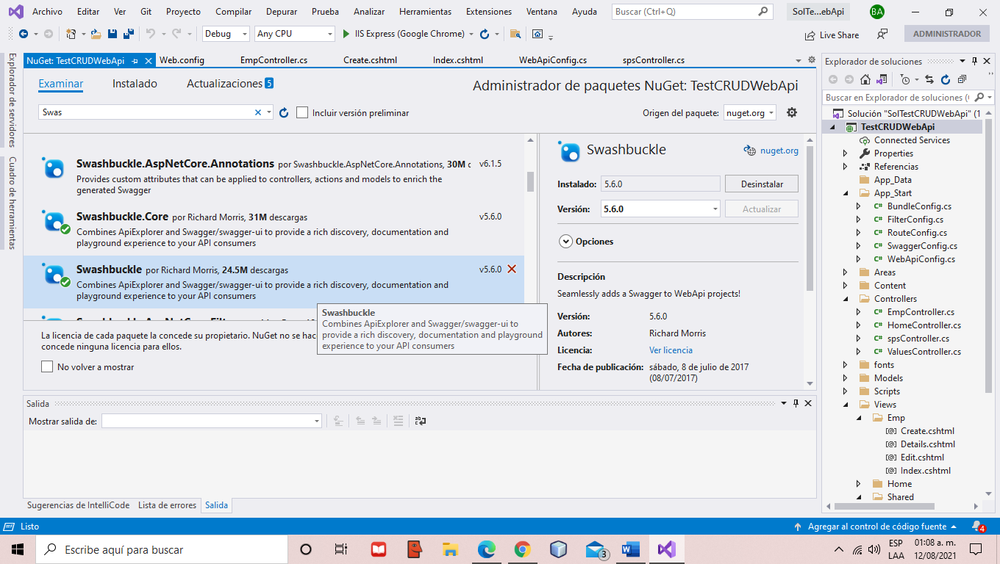 Archivo Editar Ver Git Proyecto Compilar Depurar Prueba Analizar Herramientas Extensiones Ventana Ayuda Buscar (Ctrl+Q) SolTe...ebApi BA
Debug Any CPU IIS Express (Google Chrome) Live Share ADMINISTRADOR
Explorador de servidores
Cuadro de herramientas
NuGet: TestCRUDWebApi Web.config EmpController.cs Create.cshtml Index.cshtml WebApiConfig.cs spsController.cs
Examinar Instalado Actualizaciones 5
Administrador de paquetes NuGet: TestCRUDWebApi
Swas
Incluir versión preliminar
Origen del paquete: nuget.org
Swashbuckle.AspNetCore.Annotations por Swashbuckle.AspNetCore.Annotations, 30M d v6.1.5
Provides custom attributes that can be applied to controllers, actions and models to enrich the
generated Swagger
Swashbuckle.Core por Richard Morris, 31M descargas v5.6.0
Combines ApiExplorer and Swagger/swagger-ui to provide a rich discovery, documentation and
playground experience to your API consumers
Swashbuckle por Richard Morris, 24.5M descargas v5.6.0
Combines ApiExplorer and Swagger/swagger-ui to provide a rich discovery, documentation and
playground experience to your API consumers
La licencia de cada paquete la concede su propietario. NuGet no se hac
concede ninguna licencia para ellos.
No volver a mostrar
Swashbuckle
Combines ApiExplorer and Swagger/swagger-ui to
provide a rich discovery, documentation and playground
experience to your API consumers
Swashbuckle nuget.org
Instalado: 5.6.0 Desinstalar
Versión: 5.6.0 Actualizar
Opciones
Descripción
Seamlessly adds a Swagger to WebApi projects!
Versión: 5.6.0
Autores: Richard Morris
Licencia: Ver licencia
Fecha de publicación: sábado, 8 de julio de 2017
(08/07/2017)
Salida
Mostrar salida de:
Sugerencias de IntelliCode Lista de errores Salida
Explorador de soluciones
Buscar en Explorador de soluciones (
Solución "SolTestCRUDWebApi" (1
TestCRUDWebApi
Connected Services
Properties
Referencias
App_Data
App_Start
C# BundleConfig.cs
C# FilterConfig.cs
C# RouteConfig.cs
C# SwaggerConfig.cs
C# WebApiConfig.cs
Areas
Content
Controllers
C# EmpController.cs
C# HomeController.cs
C# spsController.cs
C# ValuesController.cs
fonts
Models
Scripts
Views
Emp
[@] Create.cshtml
[@] Details.cshtml
[@] Edit.cshtml
[@] Index.cshtml
Home
Shared
Listo Agregar al control de código fuente 4
Escribe aquí para buscar 3 ESP LAA 01:08 a. m. 12/08/2021